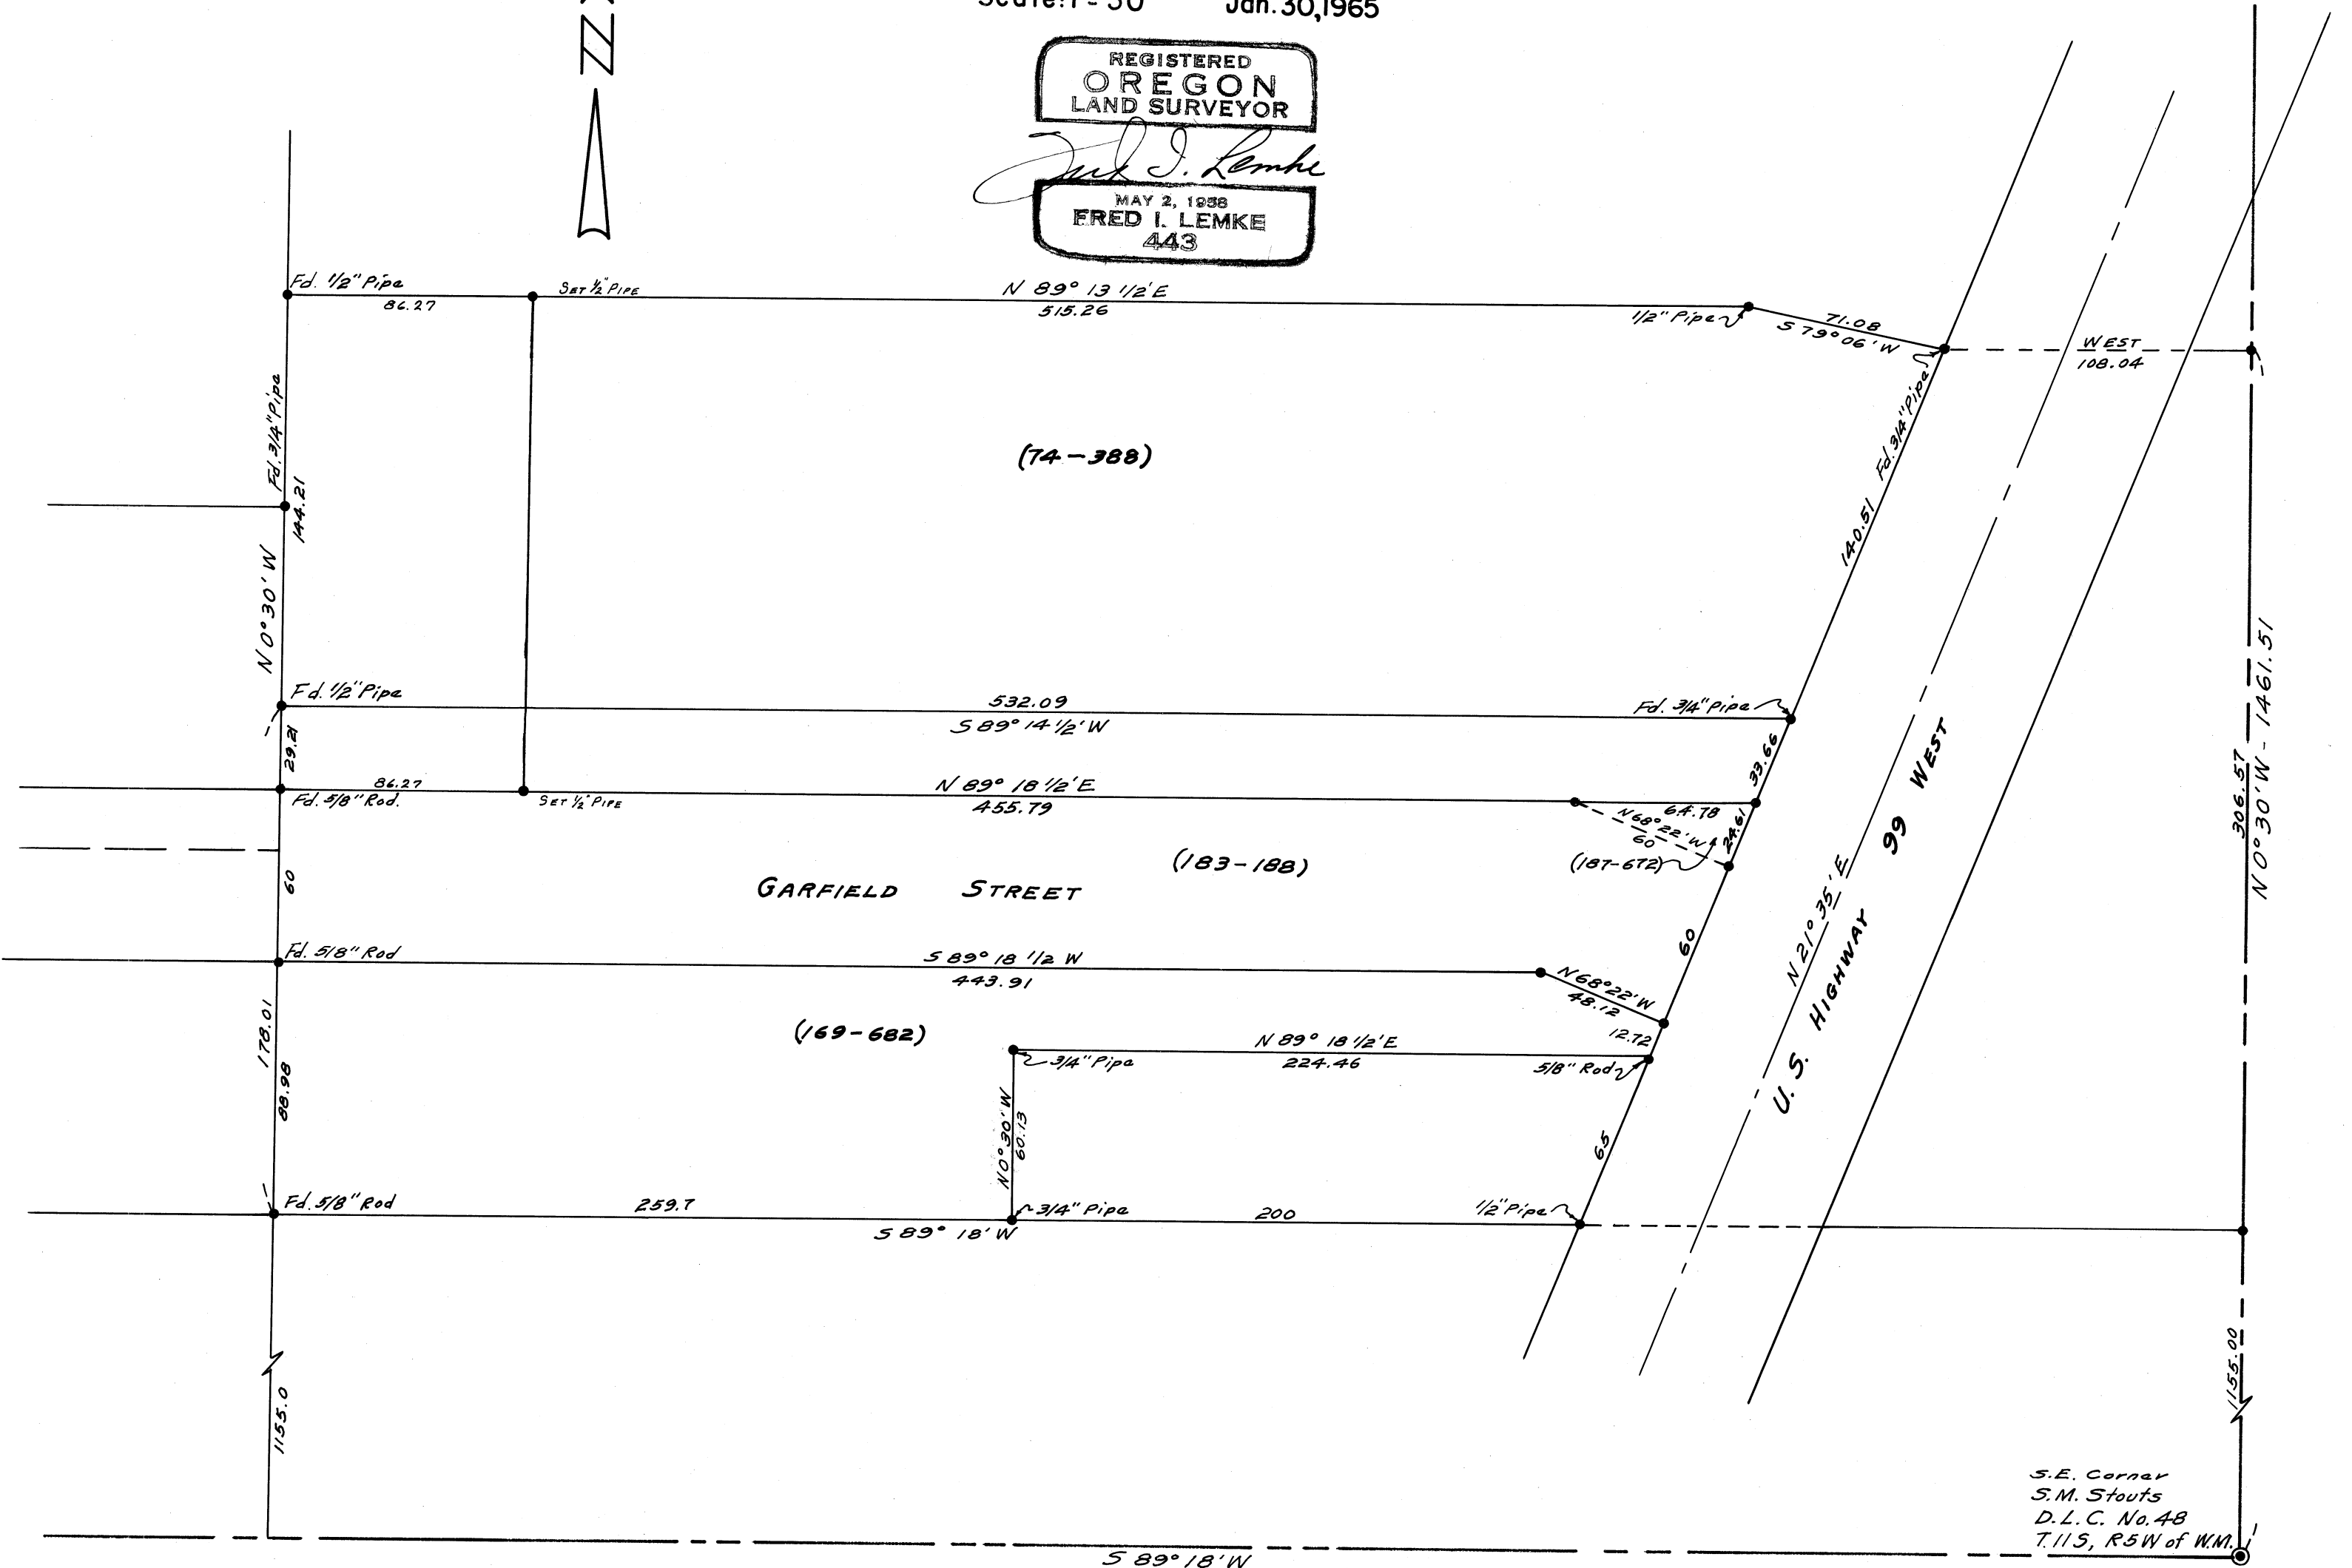 Scale: 1"=50' Jan. 30, 1965
REGISTERED
OREGON
LAND SURVEYOR
MAY 2, 1958
FRED I. LEMKE
443
Fd. 1/2" Pipe
86.27
SET 1/2" PIPE
N 89° 13 1/2' E
515.26
1/2" Pipe
71.08
S 79° 06' W
WEST
108.04
Fd. 3/4" Pipe
144.21
N 0° 30' W
(74-388)
Fd. 3/4" Pipe
140.51
Fd. 1/2" Pipe
532.09
S 89° 14 1/2' W
Fd. 3/4" Pipe
29.21
33.66
86.27
Fd. 5/8" Rod.
SET 1/2" PIPE
N 89° 18 1/2' E
455.79
64.78
N 68° 22' W
60
24.61
(187-672)
(183-188)
GARFIELD STREET
60
60
N 21° 35' E
U.S. HIGHWAY 99 WEST
306.57
N 0° 30' W - 1461.51
Fd. 5/8" Rod
S 89° 18 1/2 W
443.91
N 68° 22' W
48.12
12.72
178.01
88.98
(169-682)
3/4" Pipe
N 89° 18 1/2' E
224.46
5/8" Rod
N 0° 30' W
60.13
65
Fd. 5/8" Rod
259.7
3/4" Pipe
200
1/2" Pipe
S 89° 18' W
1155.0
1155.00
S.E. Corner
S.M. Stouts
D.L.C. No. 48
T. 11 S, R 5 W of W.M.
S 89° 18' W